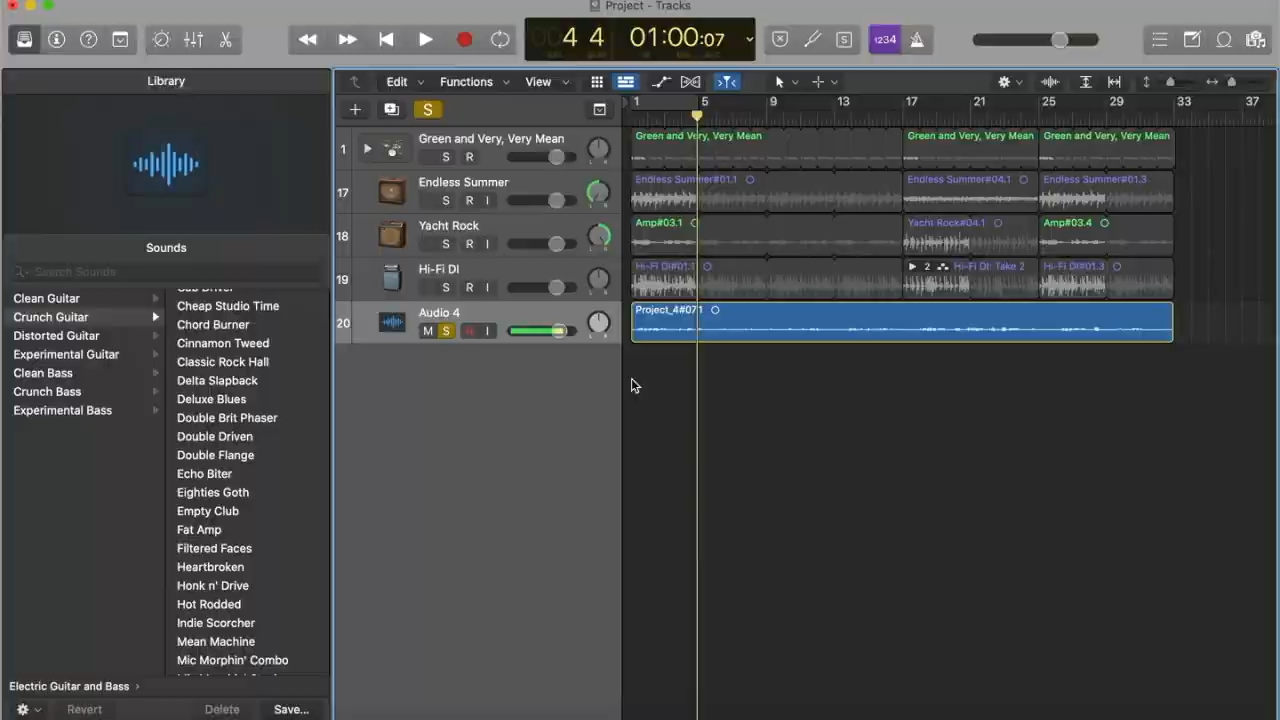 Project - Tracks
4 4 01:00:07
1234
Library
Edit Functions View
S
1 5 9 13 17 21 25 29 33 37
1 Green and Very, Very Mean
S R
Green and Very, Very Mean Green and Very, Very Mean Green and Very, Very Mean
17 Endless Summer
S R I
Endless Summer#01.1 Endless Summer#04.1 Endless Summer#01.3
18 Yacht Rock
S R I
Amp#03.1 Yacht Rock#04.1 Amp#03.4
19 Hi-Fi DI
S R I
Hi-Fi DI#01.1 2 Hi-Fi DI: Take 2 Hi-Fi DI#01.3
20 Audio 4
M S R I
Project_4#07.1
Sounds
Search Sounds
Clean Guitar
Crunch Guitar
Distorted Guitar
Experimental Guitar
Clean Bass
Crunch Bass
Experimental Bass
Cheap Studio Time
Chord Burner
Cinnamon Tweed
Classic Rock Hall
Delta Slapback
Deluxe Blues
Double Brit Phaser
Double Driven
Double Flange
Echo Biter
Eighties Goth
Empty Club
Fat Amp
Filtered Faces
Heartbroken
Honk n' Drive
Hot Rodded
Indie Scorcher
Mean Machine
Mic Morphin' Combo
Electric Guitar and Bass
Revert Delete Save...